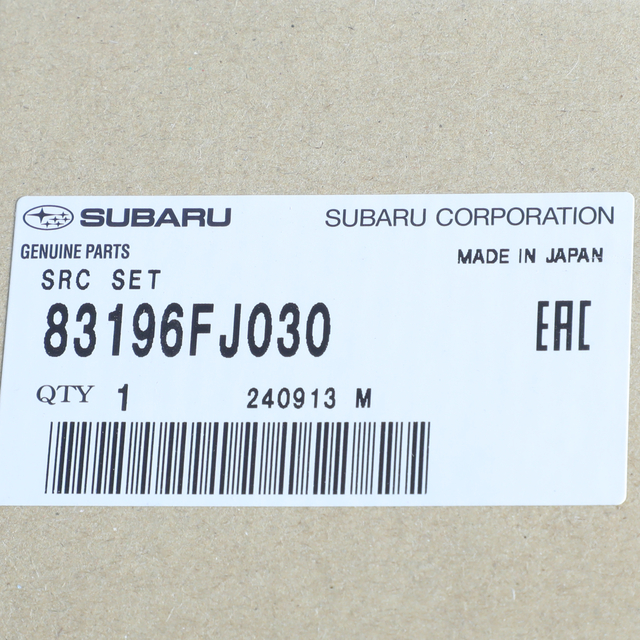 SUBARU SUBARU CORPORATION
GENUINE PARTS MADE IN JAPAN
SRC SET
83196FJ030 EAC
QTY 1 240913 M